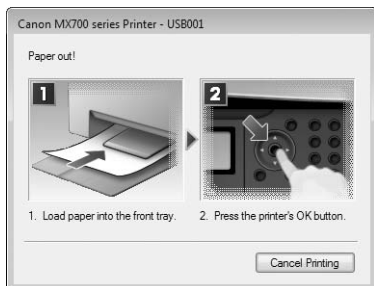 Canon MX700 series Printer - USB001
Paper out!
1
2
1. Load paper into the front tray.
2. Press the printer's OK button.
Cancel Printing